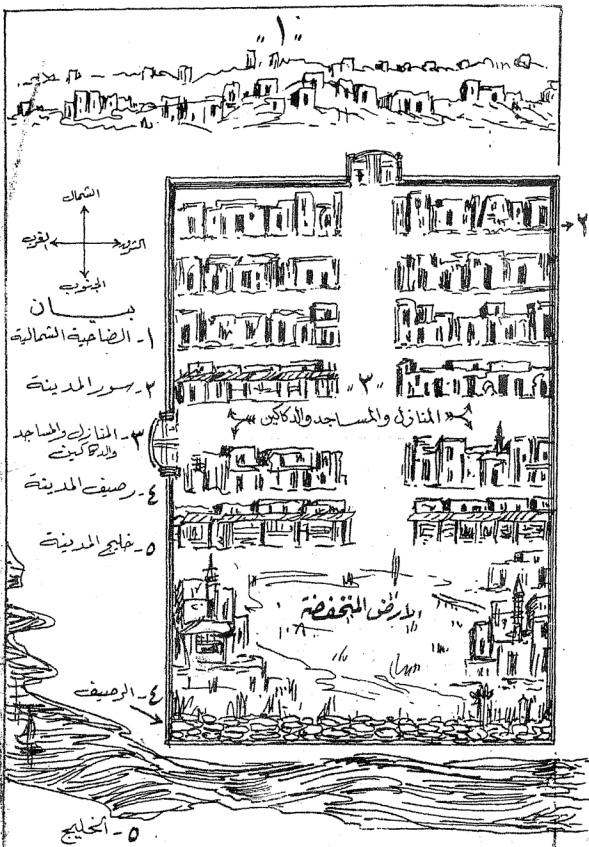 "١"
الشمال
الغرب
الشرق
الجنوب
بيان
١- الضاحية الشمالية
٢- سور المدينة
٣- المنازل والمساجد
والدكاكين
٤- رصيف المدينة
٥- خليج المدينة
٢
"٣"
المنازل والمساجد والدكاكين
الأرض المنخفضة
٤- الرصيف
٥- الخليج